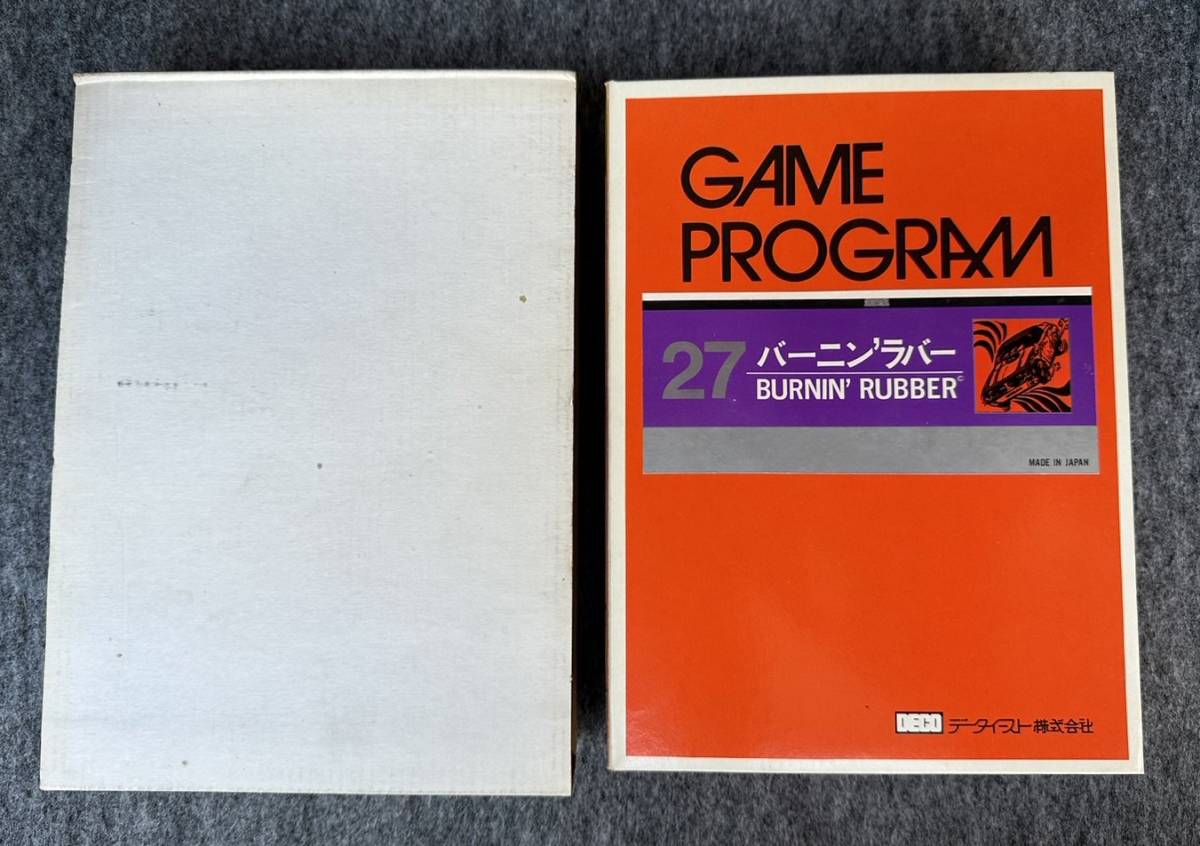 GAME
PROGRAM
27
バーニン'ラバー
BURNIN' RUBBER©
MADE IN JAPAN
DECO データイースト株式会社